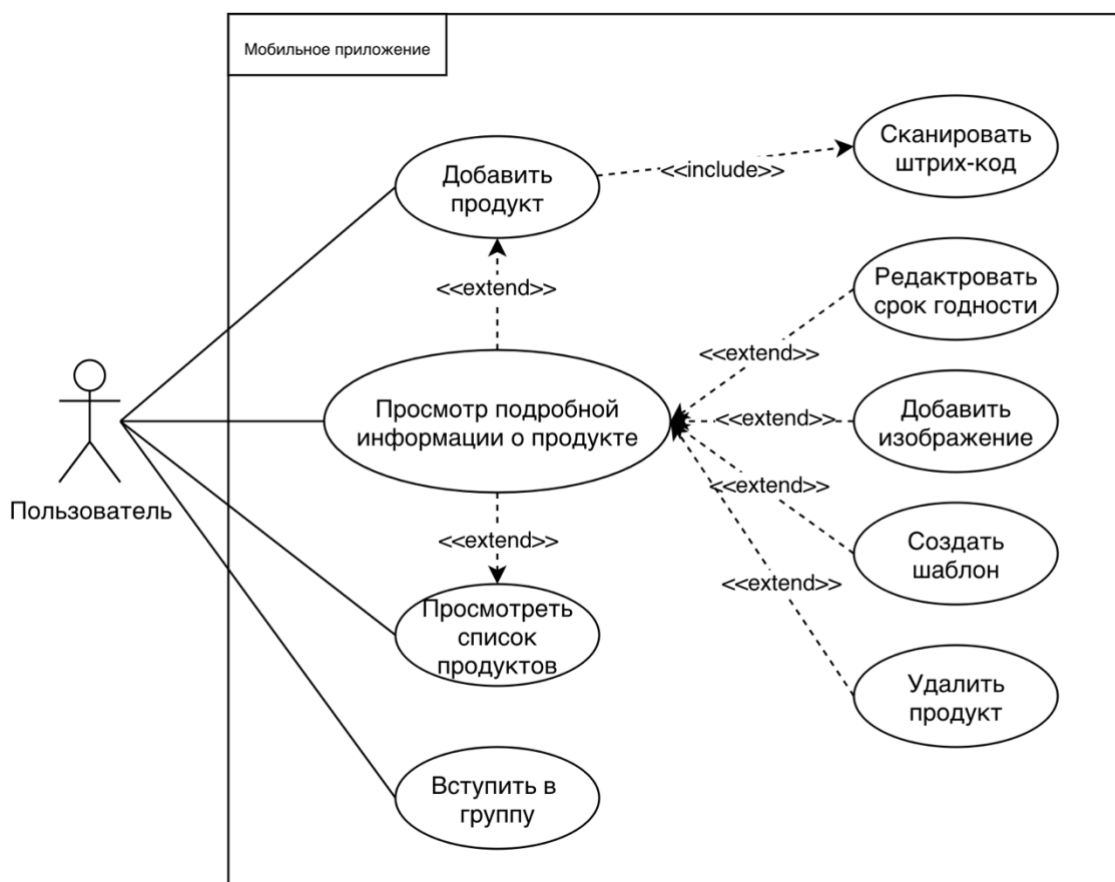 Мобильное приложение
Добавить
продукт
<<include>>
Сканировать
штрих-код
<<extend>>
Редактровать
срок годности
<<extend>>
Просмотр подробной
информации о продукте
<<extend>>
Добавить
изображение
Пользователь
<<extend>>
<<extend>>
Создать
шаблон
<<extend>>
Просмотреть
список
продуктов
Удалить
продукт
Вступить в
группу